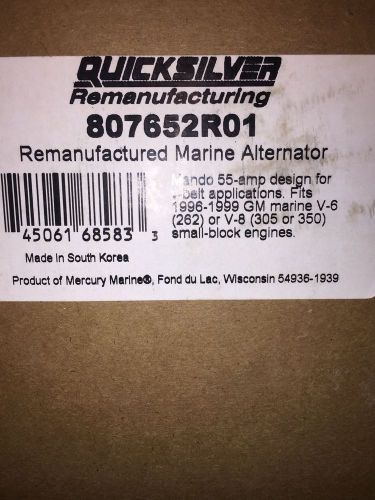 QUICKSILVER
Remanufacturing
807652R01
Remanufactured Marine Alternator
Mando 55-amp design for
-belt applications. Fits
1996-1999 GM marine V-6
(262) or V-8 (305 or 350)
small-block engines.
45061 68583 3
Made in South Korea
Product of Mercury Marine®, Fond du Lac, Wisconsin 54936-1939